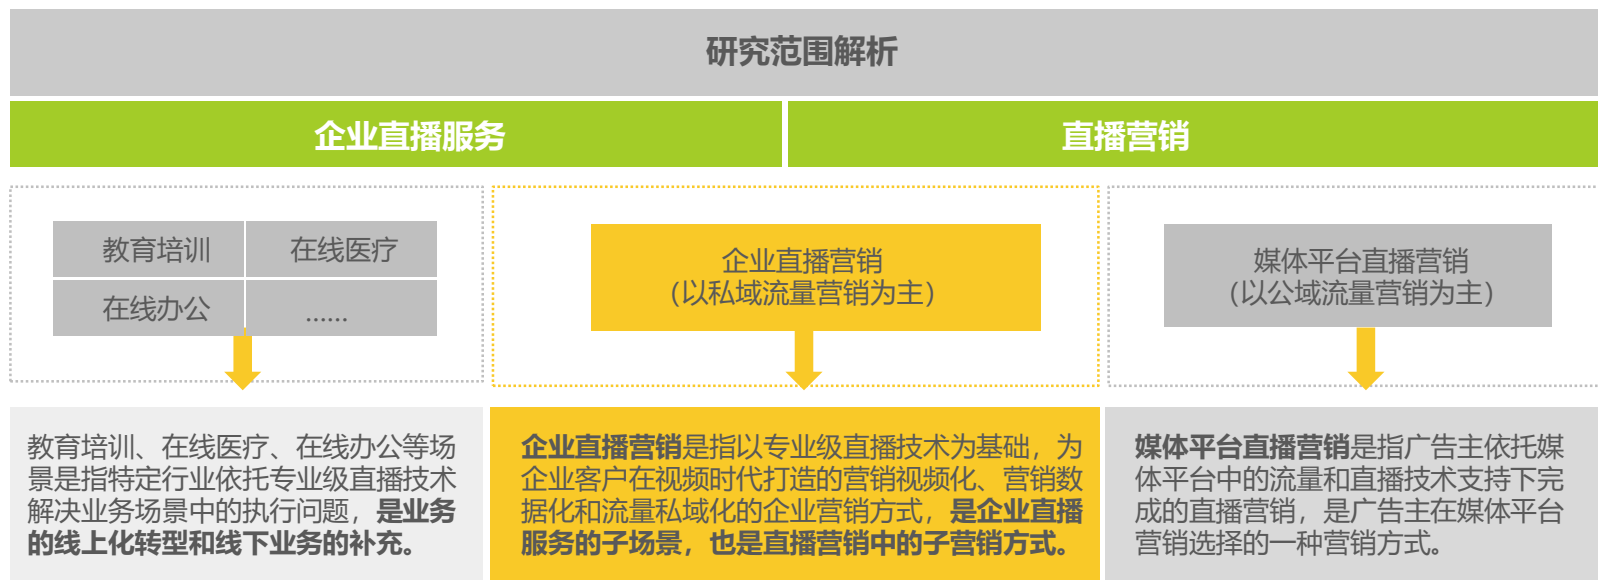 研究范围解析
企业直播服务
直播营销
教育培训
在线医疗
在线办公
......
企业直播营销
（以私域流量营销为主）
媒体平台直播营销
（以公域流量营销为主）
教育培训、在线医疗、在线办公等场
景是指特定行业依托专业级直播技术
解决业务场景中的执行问题，是业务
的线上化转型和线下业务的补充。
企业直播营销是指以专业级直播技术为基础，为
企业客户在视频时代打造的营销视频化、营销数
据化和流量私域化的企业营销方式，是企业直播
服务的子场景，也是直播营销中的子营销方式。
媒体平台直播营销是指广告主依托媒
体平台中的流量和直播技术支持下完
成的直播营销，是广告主在媒体平台
营销选择的一种营销方式。